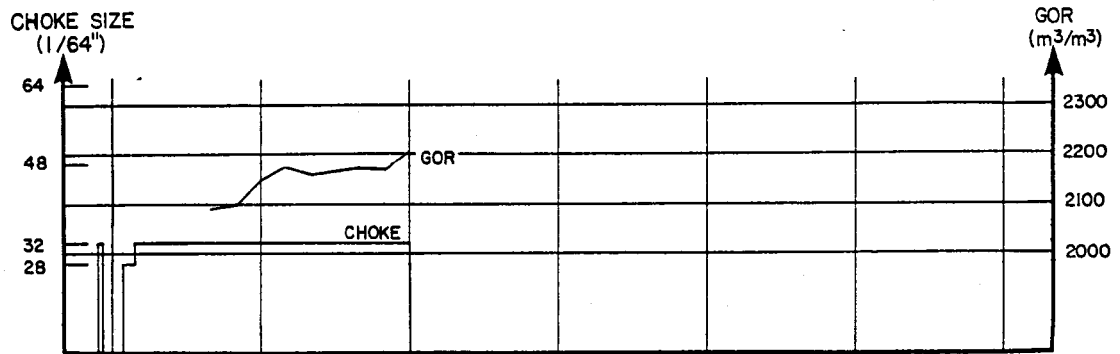 CHOKE SIZE
(1/64")
64
48
32
28
GOR
CHOKE
GOR
(m³/m³)
2300
2200
2100
2000